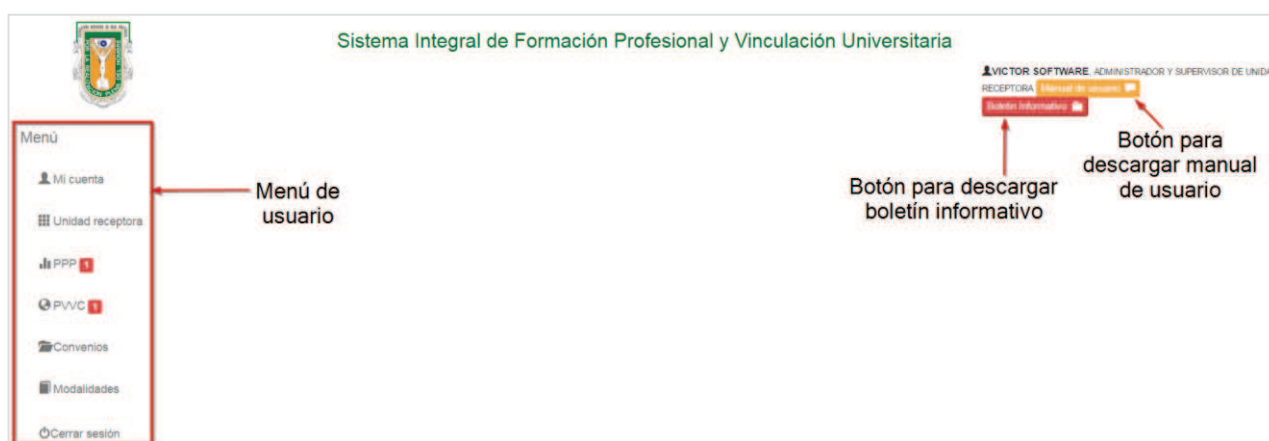 Sistema Integral de Formación Profesional y Vinculación Universitaria
VICTOR SOFTWARE, ADMINISTRADOR Y SUPERVISOR DE UNIDA
RECEPTORA Manual de usuario
Boletín Informativo
Menú
Mi cuenta
Unidad receptora
PPP 1
PVVC 1
Convenios
Modalidades
Cerrar sesión
Menú de
usuario
Botón para descargar
boletín informativo
Botón para
descargar manual
de usuario